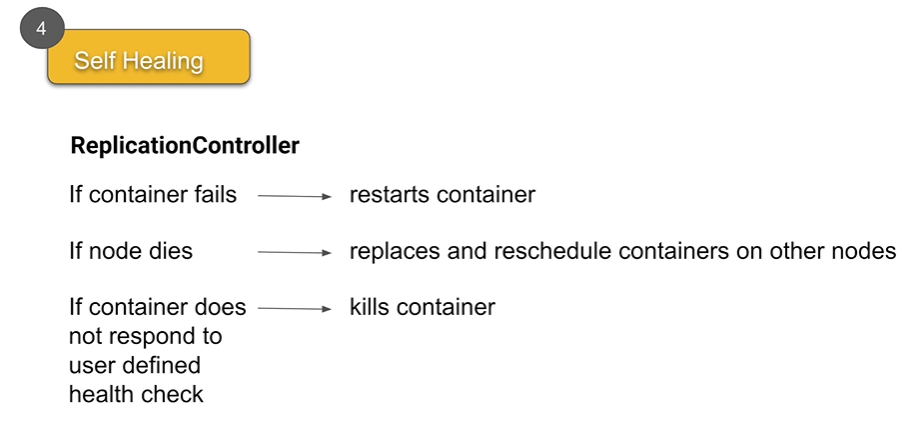 4
Self Healing
ReplicationController
If container fails
restarts container
If node dies
replaces and reschedule containers on other nodes
If container does
not respond to
user defined
health check
kills container